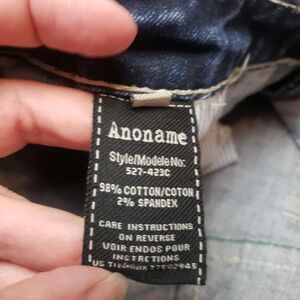 Anoname
Style/Modele No:
527-423C
98% COTTON/COTON
2% SPANDEX
CARE INSTRUCTIONS
ON REVERSE
VOIR ENDOS POUR
INSTRUCTIONS
US